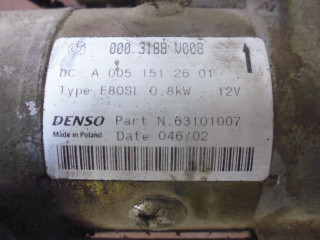 000 3188 V008
DC A 005 151 26 01
Type E80SI 0.8kW 12V
DENSO Part N.63101007
Made in Poland Date 046/02